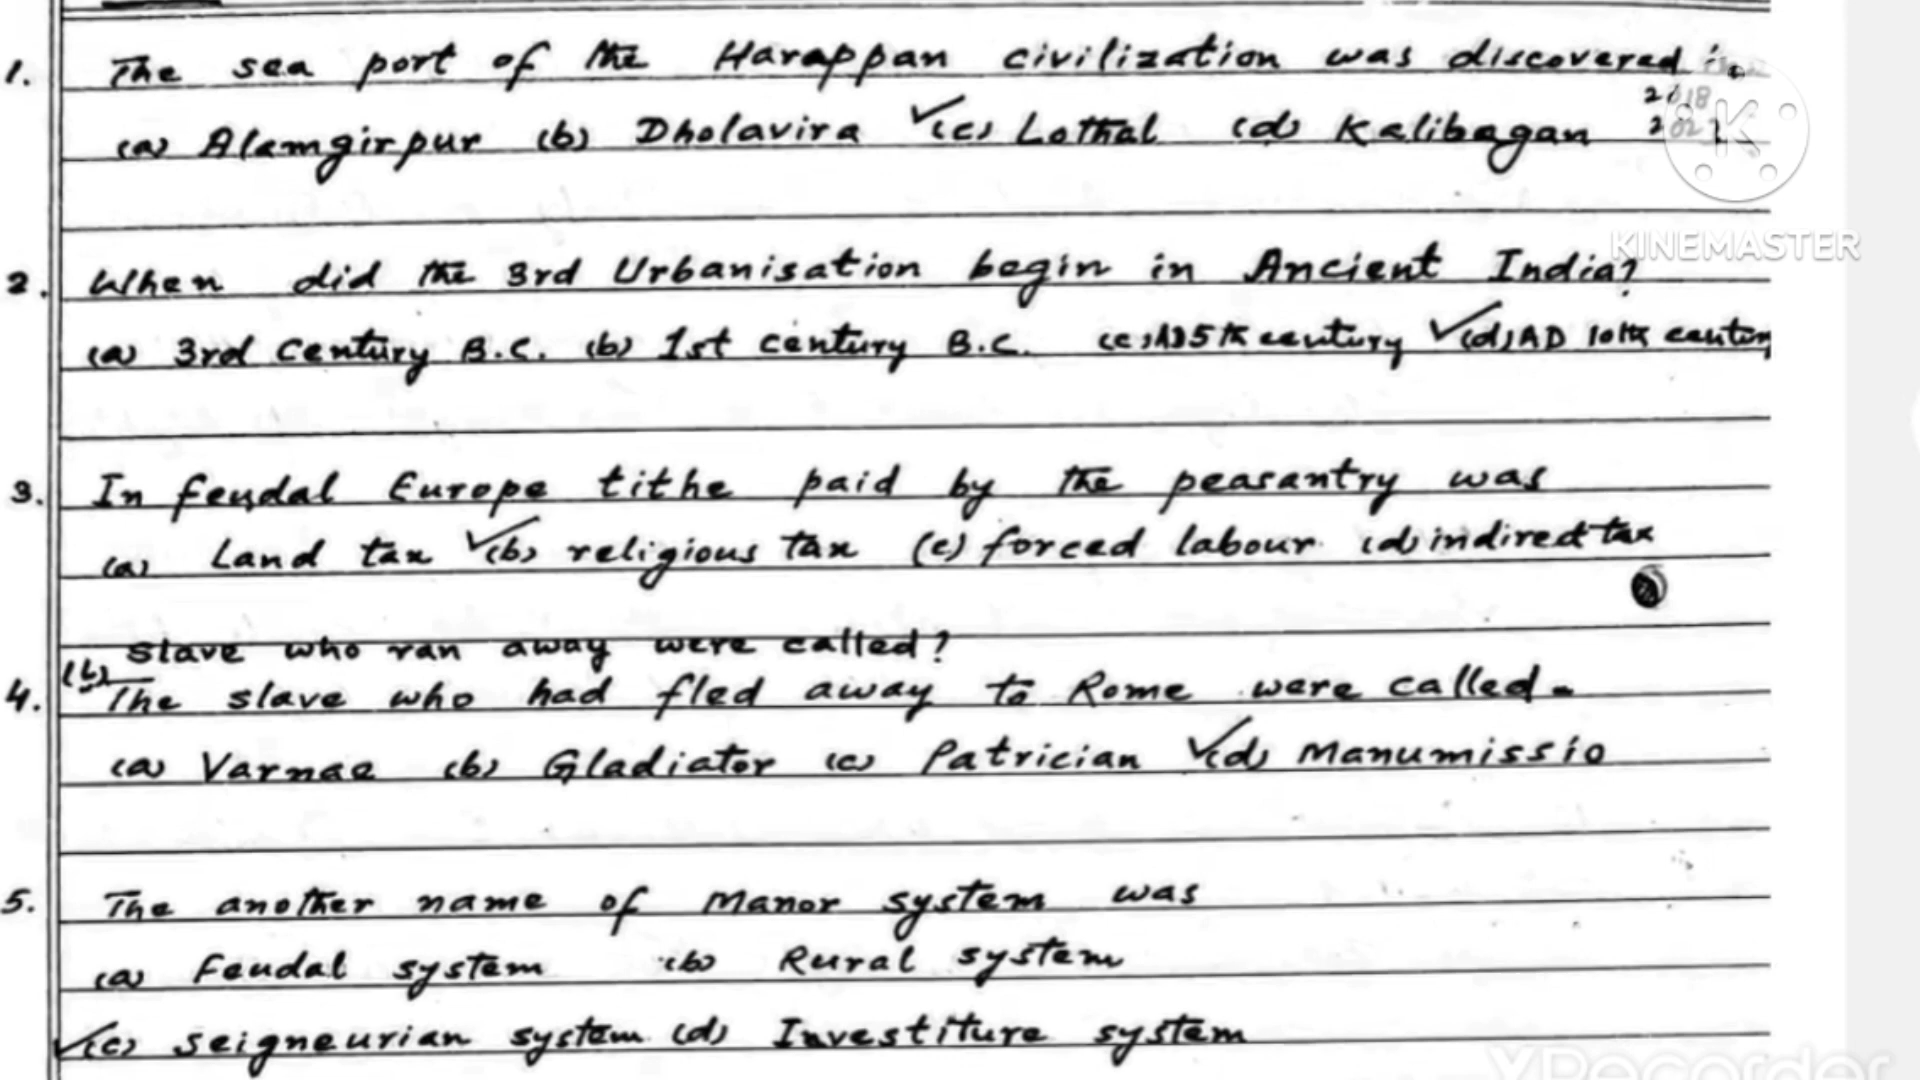 1. The sea port of the Harappan civilization was discovered in
2018
(a) Alamgirpur (b) Dholavira ✓(c) Lothal (d) Kalibagan
KINEMASTER
2. When did the 3rd Urbanisation begin in Ancient India?
(a) 3rd century B.C. (b) 1st century B.C. (c) AD 5th century ✓(d) AD 10th centur
3. In feudal Europe tithe paid by the peasantry was
(a) Land tax ✓(b) religious tax (c) forced labour (d) indirect tax
(b) slave who ran away were called?
4. The slave who had fled away to Rome were called -
(a) Varnae (b) Gladiator (c) Patrician ✓(d) Manumissio
5. The another name of Manor system was
(a) Feudal system (b) Rural system
✓(c) seigneurian system (d) Investiture system
XRecorder